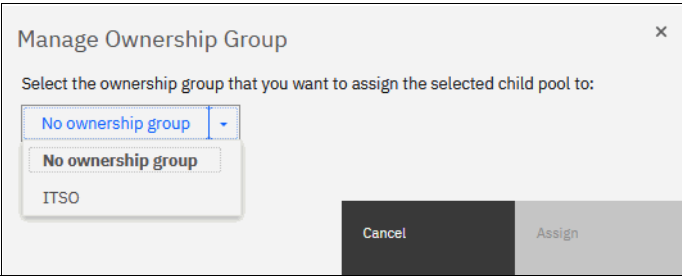 Manage Ownership Group
Select the ownership group that you want to assign the selected child pool to:
No ownership group
No ownership group
ITSO
Cancel
Assign